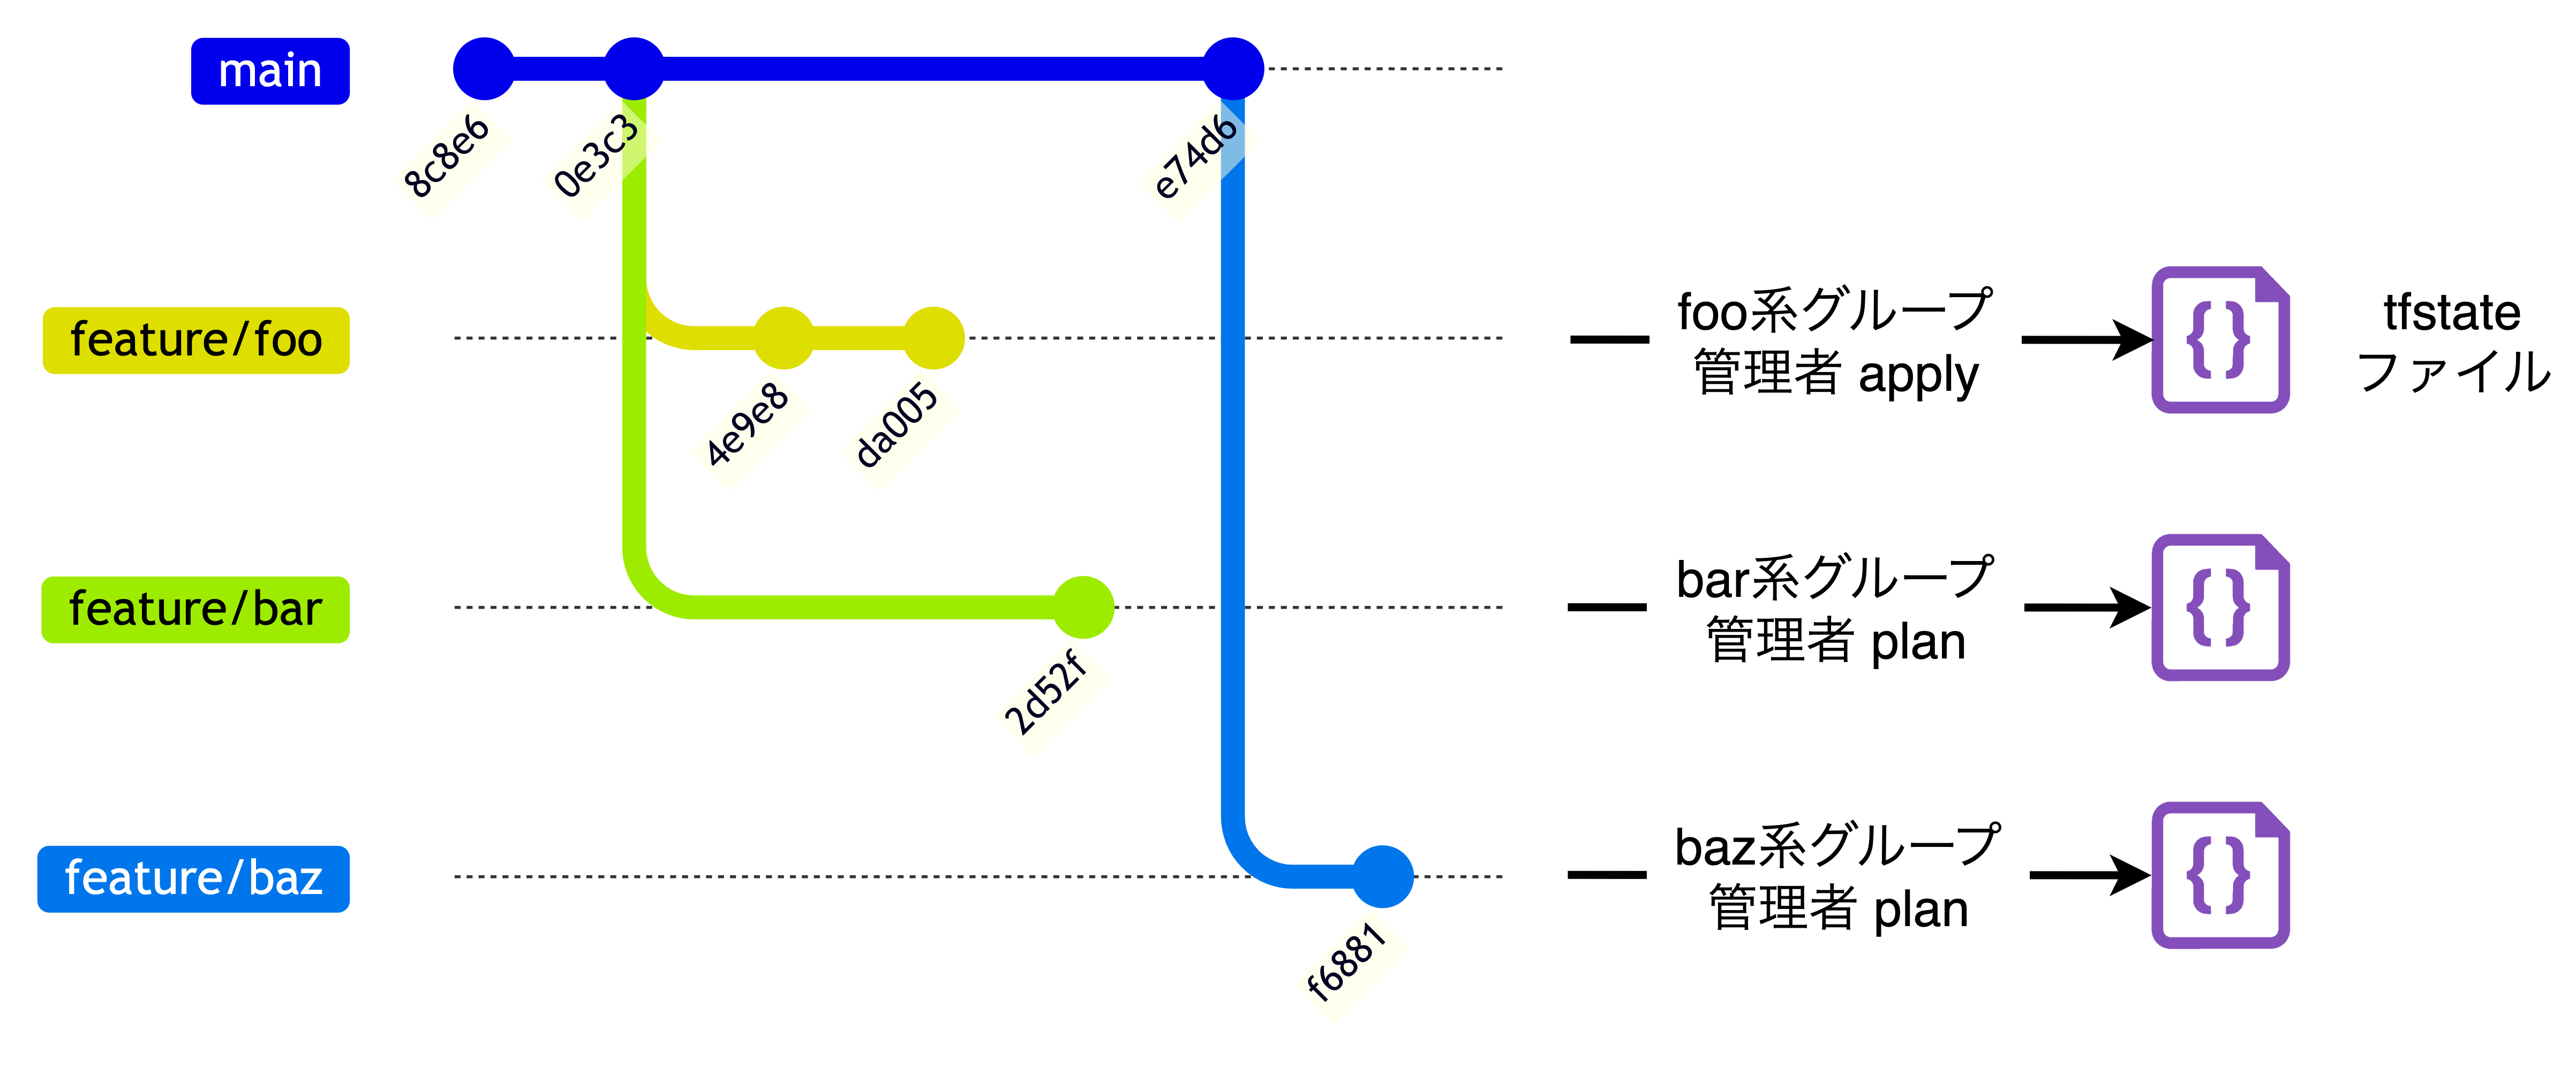 main
8c8e6
0e3c3
e74d6
feature/foo
4e9e8
da005
foo系グループ
管理者 apply
{}
tfstate
ファイル
feature/bar
2d52f
bar系グループ
管理者 plan
{}
feature/baz
f6881
baz系グループ
管理者 plan
{}